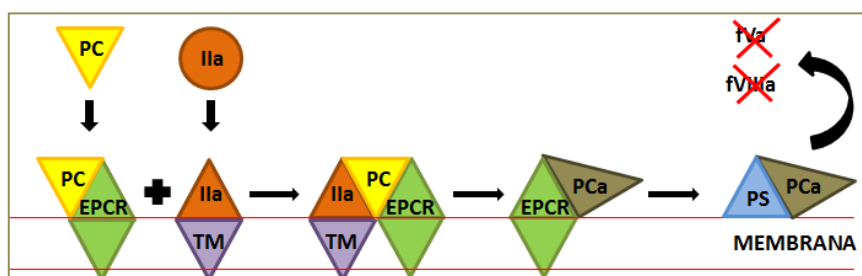 PC
IIa
fVa
fVIIIa
PC
EPCR
IIa
TM
IIa
PC
TM
EPCR
EPCR
PCa
PS
PCa
MEMBRANA